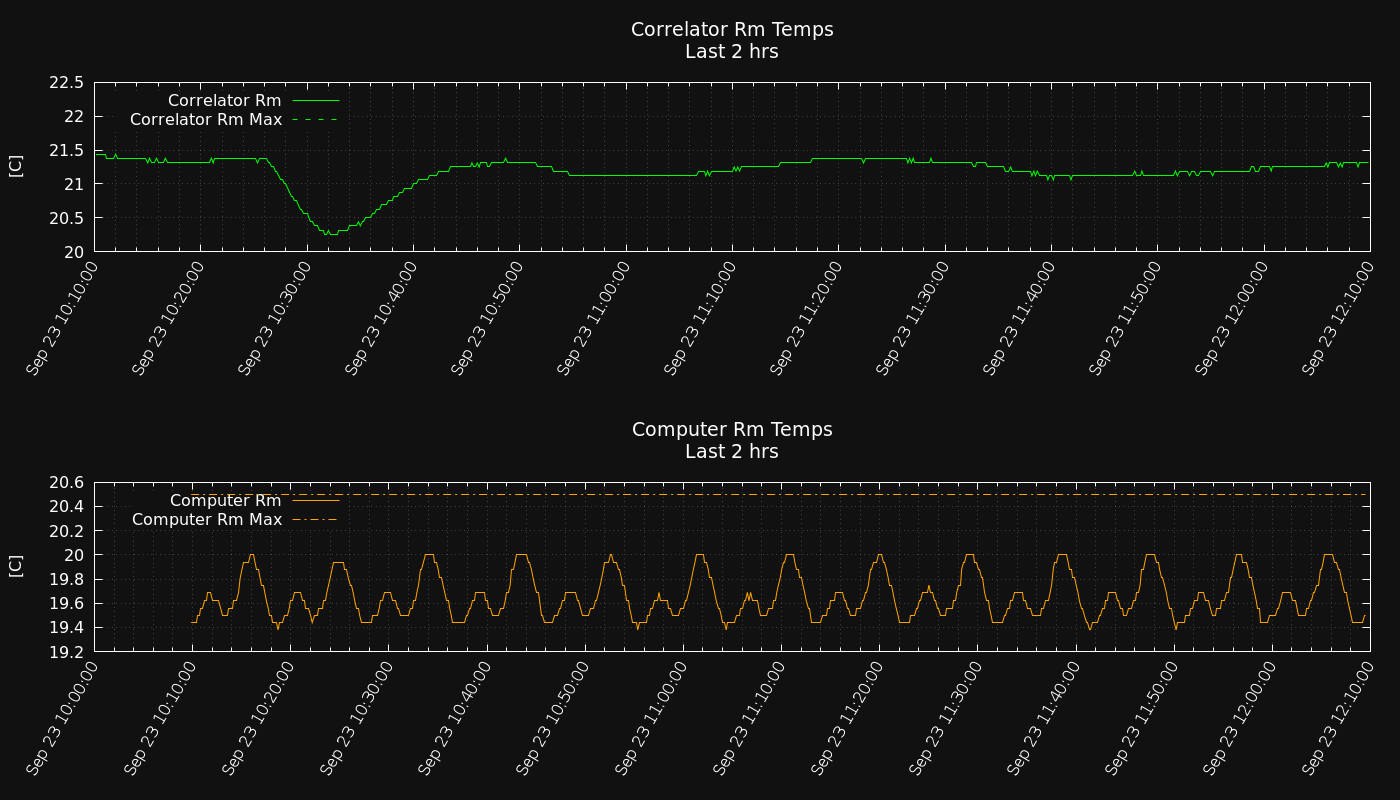 Correlator Rm Temps
Last 2 hrs
22.5
22
21.5
21
20.5
20
[C]
Correlator Rm
Correlator Rm Max
Sep 23 10:10:00
Sep 23 10:20:00
Sep 23 10:30:00
Sep 23 10:40:00
Sep 23 10:50:00
Sep 23 11:00:00
Sep 23 11:10:00
Sep 23 11:20:00
Sep 23 11:30:00
Sep 23 11:40:00
Sep 23 11:50:00
Sep 23 12:00:00
Sep 23 12:10:00
Computer Rm Temps
Last 2 hrs
20.6
20.4
20.2
20
19.8
19.6
19.4
19.2
[C]
Computer Rm
Computer Rm Max
Sep 23 10:00:00
Sep 23 10:10:00
Sep 23 10:20:00
Sep 23 10:30:00
Sep 23 10:40:00
Sep 23 10:50:00
Sep 23 11:00:00
Sep 23 11:10:00
Sep 23 11:20:00
Sep 23 11:30:00
Sep 23 11:40:00
Sep 23 11:50:00
Sep 23 12:00:00
Sep 23 12:10:00